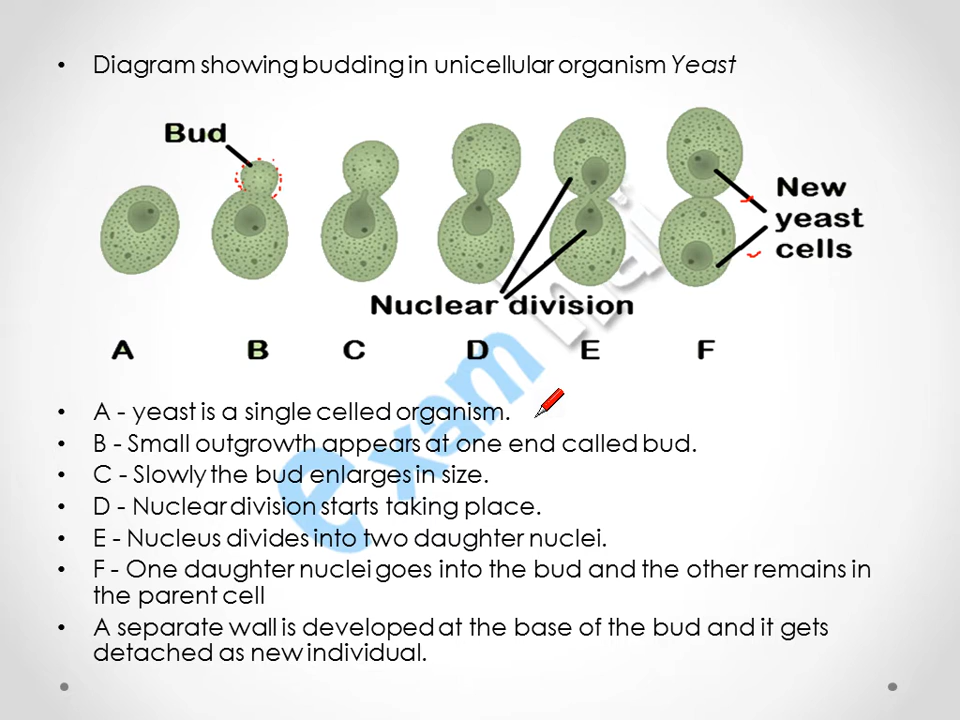 • Diagram showing budding in unicellular organism Yeast
Bud
New
yeast
cells
Nuclear division
A B C D E F
• A - yeast is a single celled organism.
• B - Small outgrowth appears at one end called bud.
• C - Slowly the bud enlarges in size.
• D - Nuclear division starts taking place.
• E - Nucleus divides into two daughter nuclei.
• F - One daughter nuclei goes into the bud and the other remains in
the parent cell
• A separate wall is developed at the base of the bud and it gets
detached as new individual.
examhai